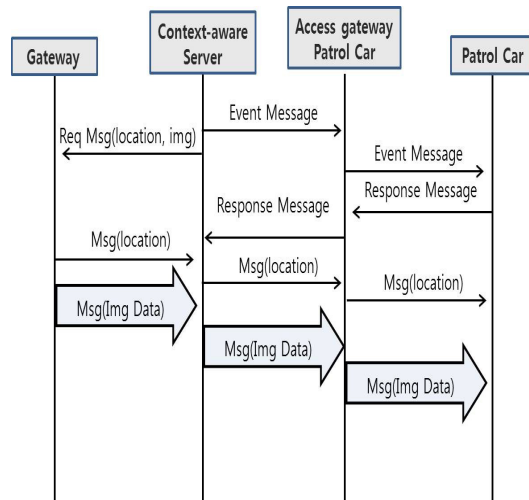 Gateway
Context-aware
Server
Access gateway
Patrol Car
Patrol Car
Event Message
Req Msg(location, img)
Event Message
Response Message
Response Message
Msg(location)
Msg(location)
Msg(location)
Msg(Img Data)
Msg(Img Data)
Msg(Img Data)